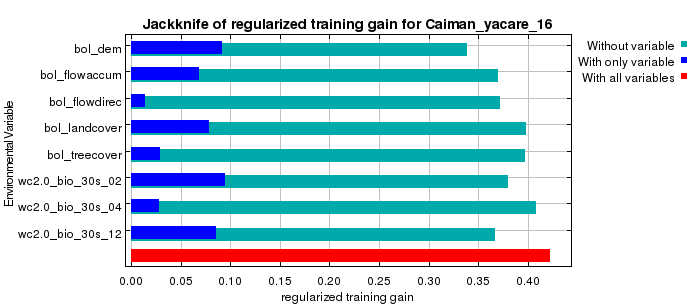 Jackknife of regularized training gain for Caiman_yacare_16
Without variable
With only variable
With all variables
Environmental Variable
bol_dem
bol_flowaccum
bol_flowdirec
bol_landcover
bol_treecover
wc2.0_bio_30s_02
wc2.0_bio_30s_04
wc2.0_bio_30s_12
0.00 0.05 0.10 0.15 0.20 0.25 0.30 0.35 0.40
regularized training gain